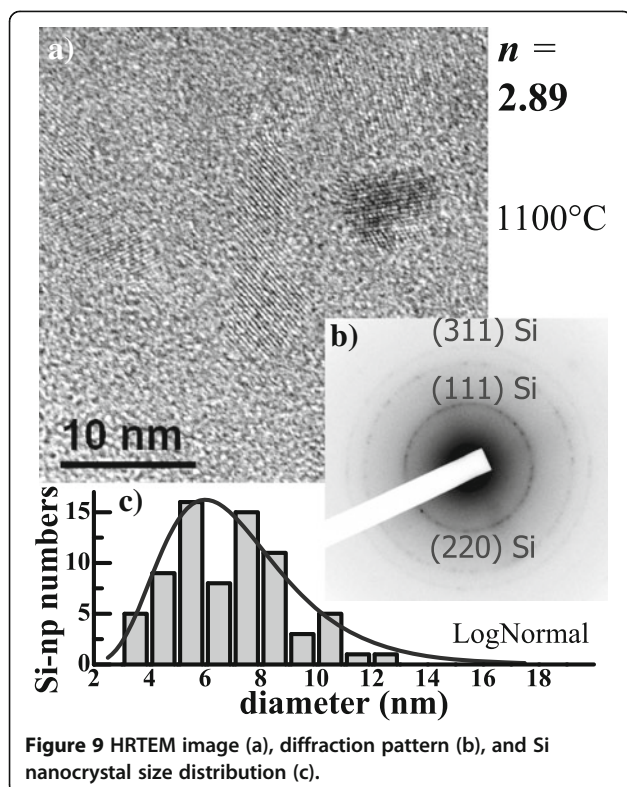 a)
n =
2.89
1100°C
10 nm
b)
(311) Si
(111) Si
(220) Si
c)
Si-np numbers
15
10
5
0
LogNormal
2 4 6 8 10 12 14 16 18
diameter (nm)
Figure 9 HRTEM image (a), diffraction pattern (b), and Si
nanocrystal size distribution (c).